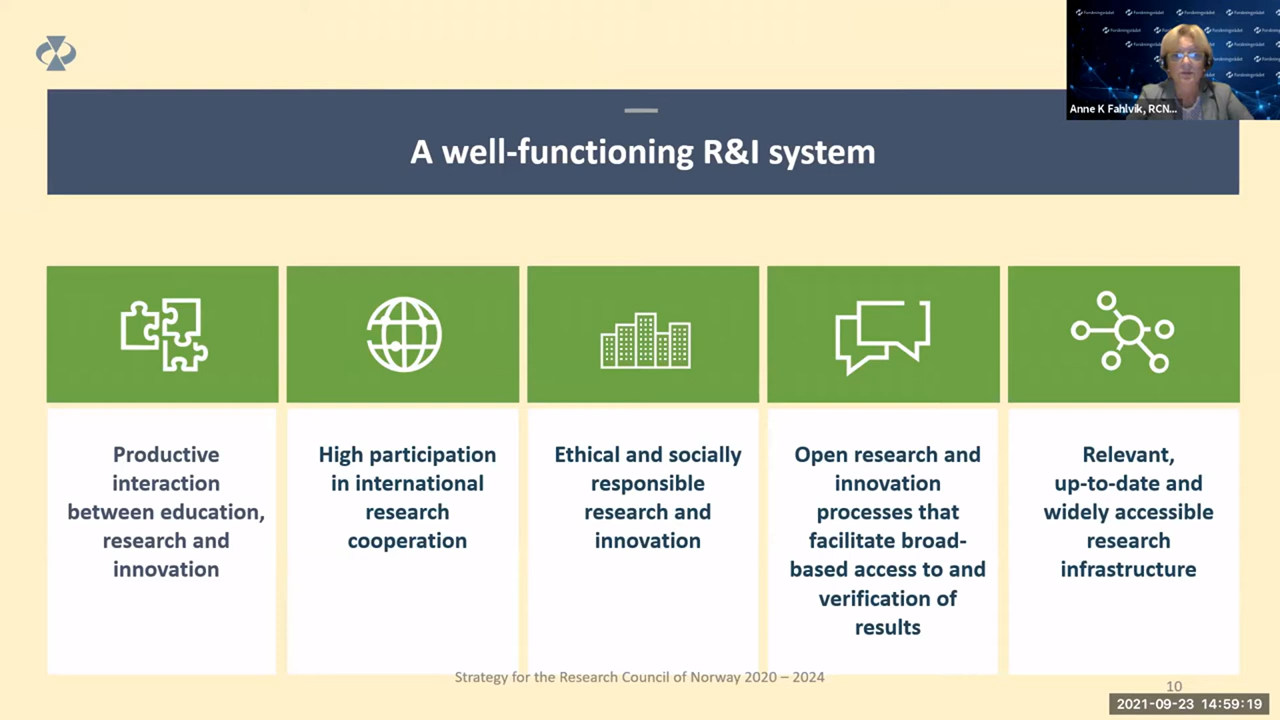 Anne K Fahlvik, RCN...
A well-functioning R&I system
Productive
interaction
between education,
research and
innovation
High participation
in international
research
cooperation
Ethical and socially
responsible
research and
innovation
Open research and
innovation
processes that
facilitate broad-
based access to and
verification of
results
Relevant,
up-to-date and
widely accessible
research
infrastructure
Strategy for the Research Council of Norway 2020 – 2024
10
2021-09-23 14:59:19